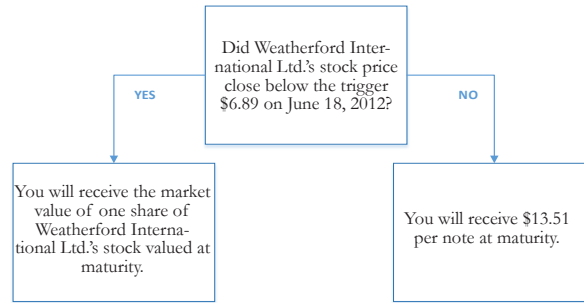 Did Weatherford Inter-
national Ltd.'s stock price
close below the trigger
$6.89 on June 18, 2012?
YES
NO
You will receive the market
value of one share of
Weatherford Interna-
tional Ltd.'s stock valued at
maturity.
You will receive $13.51
per note at maturity.